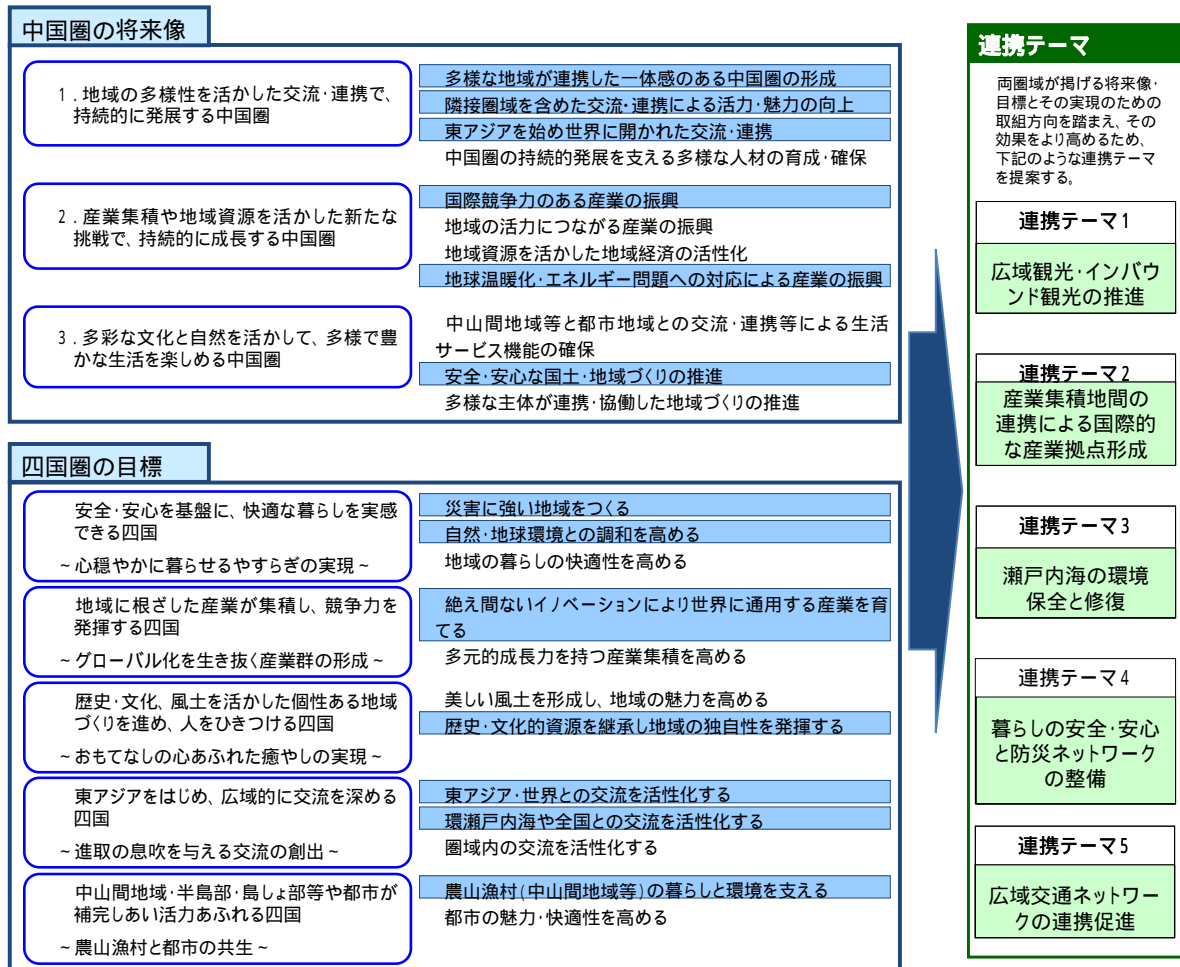 中国圏の将来像
1．地域の多様性を活かした交流・連携で、
持続的に発展する中国圏
多様な地域が連携した一体感のある中国圏の形成
隣接圏域を含めた交流・連携による活力・魅力の向上
東アジアを始め世界に開かれた交流・連携
中国圏の持続的発展を支える多様な人材の育成・確保
2．産業集積や地域資源を活かした新たな
挑戦で、持続的に成長する中国圏
国際競争力のある産業の振興
地域の活力につながる産業の振興
地域資源を活かした地域経済の活性化
地球温暖化・エネルギー問題への対応による産業の振興
3．多彩な文化と自然を活かして、多様で豊
かな生活を楽しめる中国圏
中山間地域等と都市地域との交流・連携等による生活
サービス機能の確保
安全・安心な国土・地域づくりの推進
多様な主体が連携・協働した地域づくりの推進
四国圏の目標
安全・安心を基盤に、快適な暮らしを実感
できる四国
~心穏やかに暮らせるやすらぎの実現~
災害に強い地域をつくる
自然・地球環境との調和を高める
地域の暮らしの快適性を高める
地域に根ざした産業が集積し、競争力を
発揮する四国
~グローバル化を生き抜く産業群の形成~
絶え間ないイノベーションにより世界に通用する産業を育
てる
多元的成長力を持つ産業集積を高める
歴史・文化、風土を活かした個性ある地域
づくりを進め、人をひきつける四国
~おもてなしの心あふれた癒やしの実現~
美しい風土を形成し、地域の魅力を高める
歴史・文化的資源を継承し地域の独自性を発揮する
東アジアをはじめ、広域的に交流を深める
四国
~進取の息吹を与える交流の創出~
東アジア・世界との交流を活性化する
環瀬戸内海や全国との交流を活性化する
圏域内の交流を活性化する
中山間地域・半島部・島しょ部等や都市が
補完しあい活力あふれる四国
~農山漁村と都市の共生~
農山漁村(中山間地域等)の暮らしと環境を支える
都市の魅力・快適性を高める
連携テーマ
両圏域が掲げる将来像・
目標とその実現のための
取組方向を踏まえ、その
効果をより高めるため、
下記のような連携テーマ
を提案する。
連携テーマ1
広域観光・インバウ
ンド観光の推進
連携テーマ2
産業集積地間の
連携による国際的
な産業拠点形成
連携テーマ3
瀬戸内海の環境
保全と修復
連携テーマ4
暮らしの安全・安心
と防災ネットワーク
の整備
連携テーマ5
広域交通ネットワー
クの連携促進